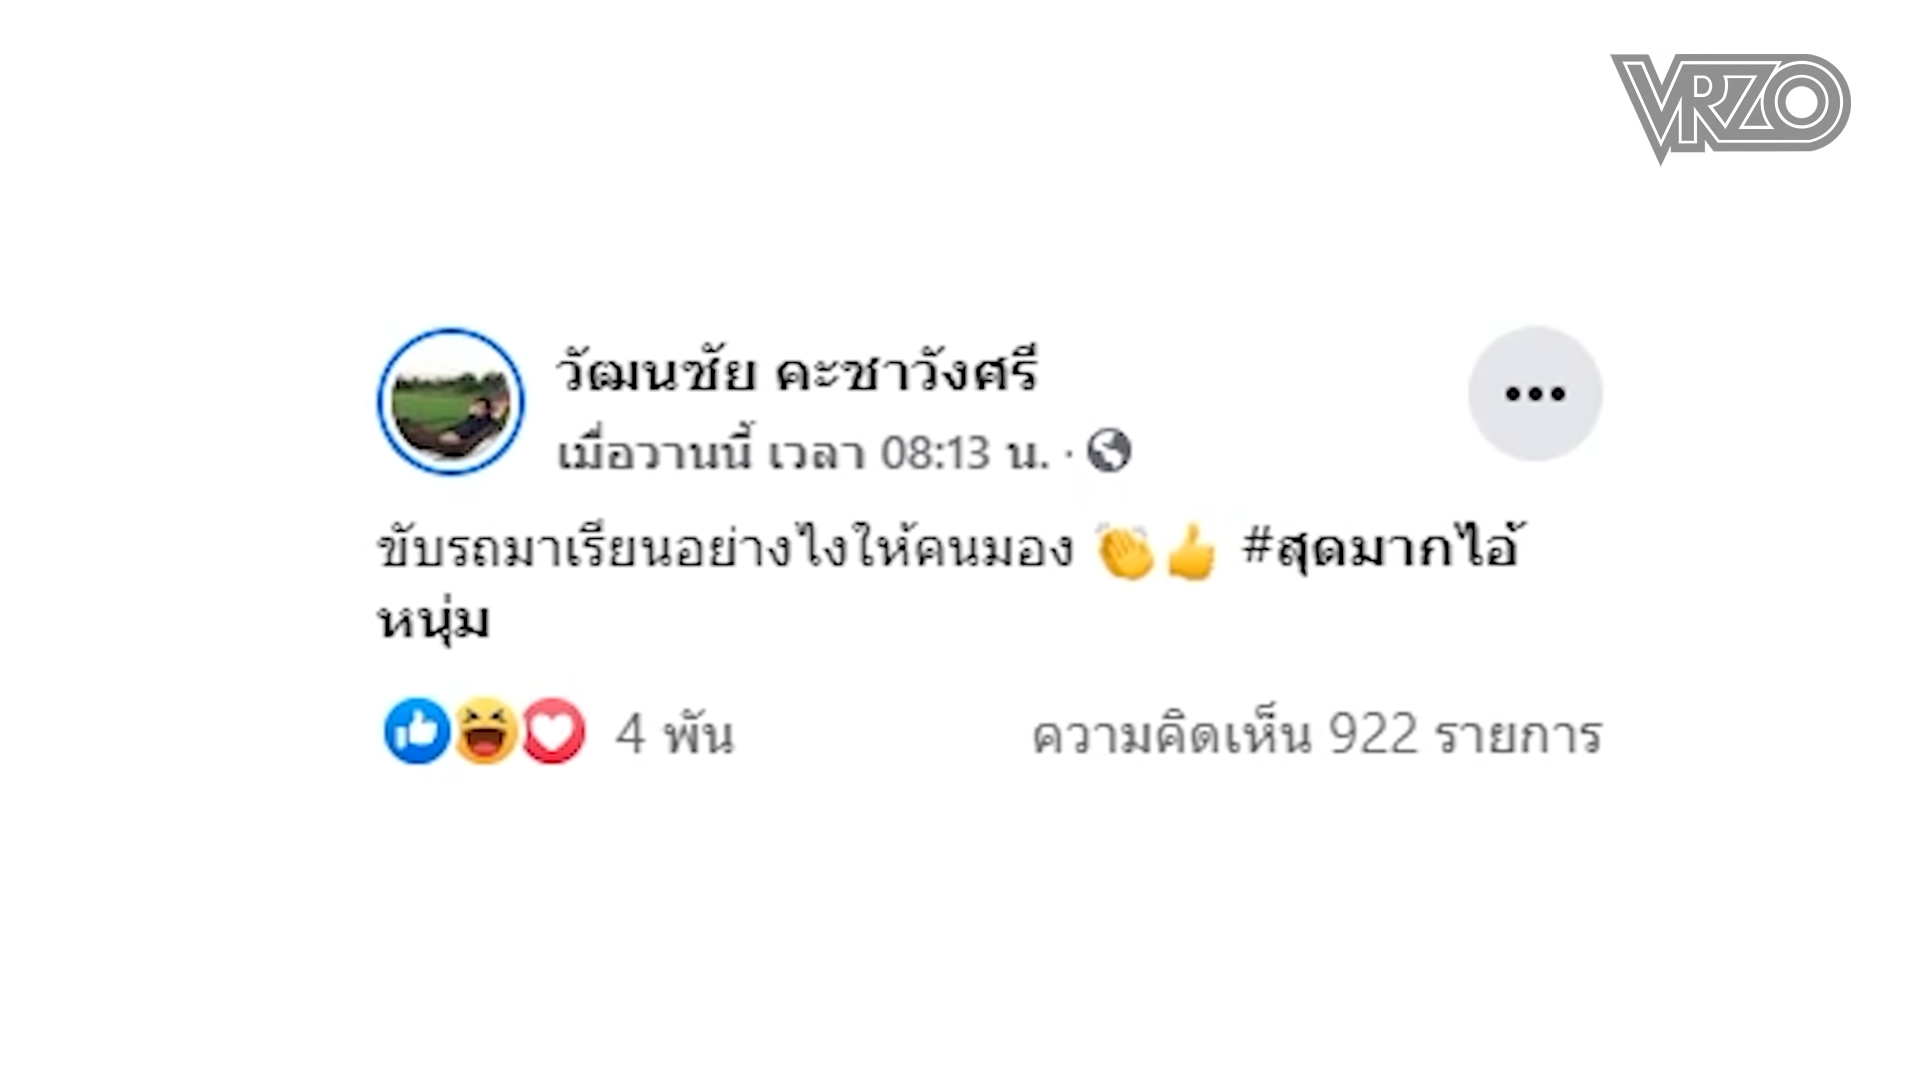 VRZO
วัฒนชัย คะชาวังศรี
เมื่อวานนี้ เวลา 08:13 น. ·
ขับรถมาเรียนอย่างไงให้คนมอง 👏👍 #สุดมากไอ้
หนุ่ม
4 พัน ความคิดเห็น 922 รายการ